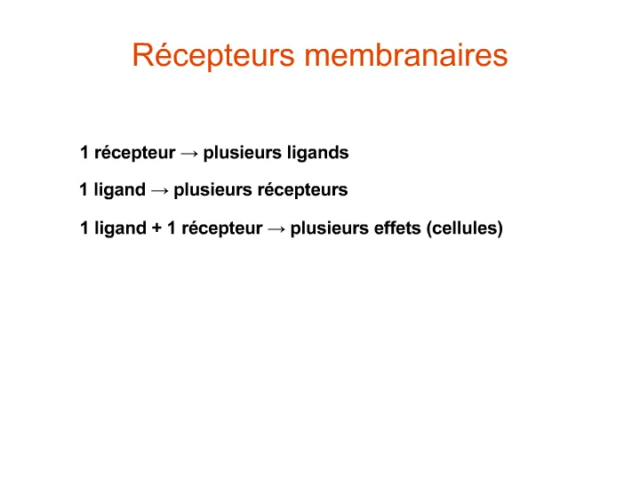 Récepteurs membranaires
1 récepteur → plusieurs ligands
1 ligand → plusieurs récepteurs
1 ligand + 1 récepteur → plusieurs effets (cellules)